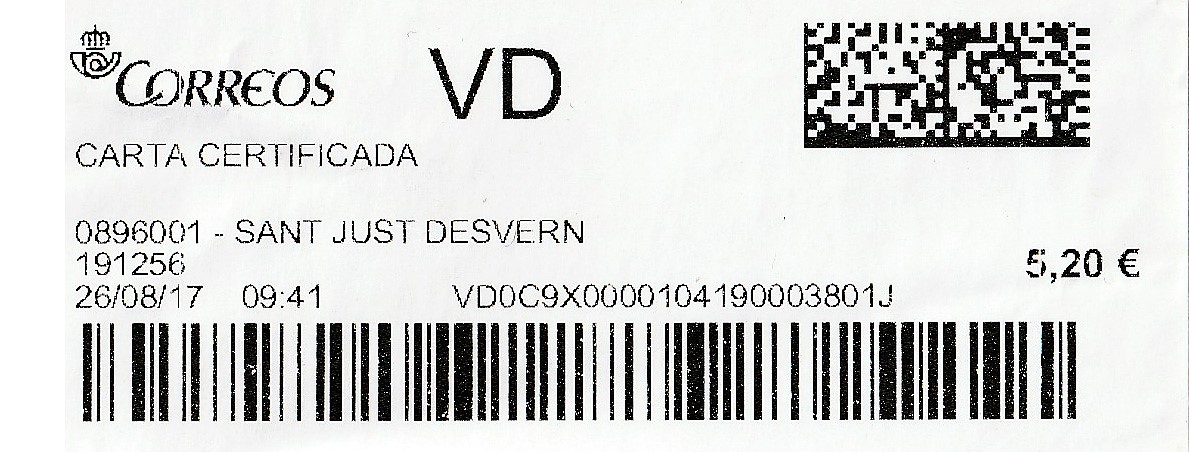 CORREOS VD
CARTA CERTIFICADA
0896001 - SANT JUST DESVERN
191256
5,20 €
26/08/17 09:41 VD0C9X0000104190003801J